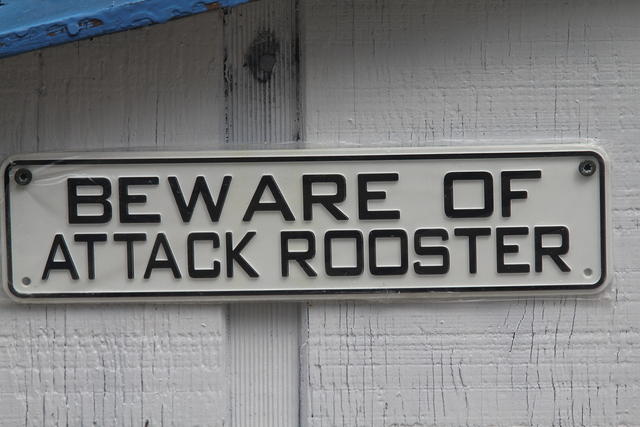 BEWARE OF
ATTACK ROOSTER